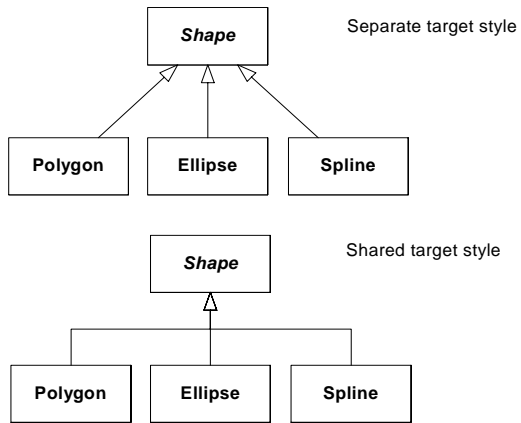 Shape
Separate target style
Polygon
Ellipse
Spline
Shape
Shared target style
Polygon
Ellipse
Spline